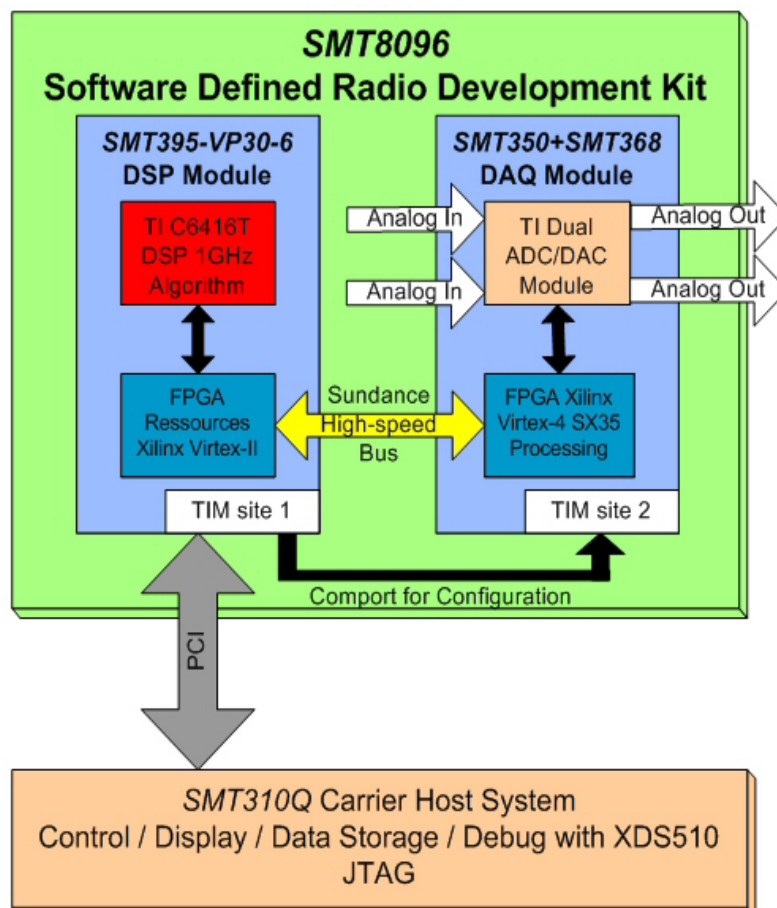 SMT8096
Software Defined Radio Development Kit
SMT395-VP30-6
DSP Module
SMT350+SMT368
DAQ Module
TI C6416T
DSP 1GHz
Algorithm
Analog In
Analog In
TI Dual
ADC/DAC
Module
Analog Out
Analog Out
FPGA
Ressources
Xilinx Virtex-II
Sundance
High-speed
Bus
FPGA Xilinx
Virtex-4 SX35
Processing
TIM site 1
TIM site 2
Comport for Configuration
PCI
SMT310Q Carrier Host System
Control / Display / Data Storage / Debug with XDS510
JTAG